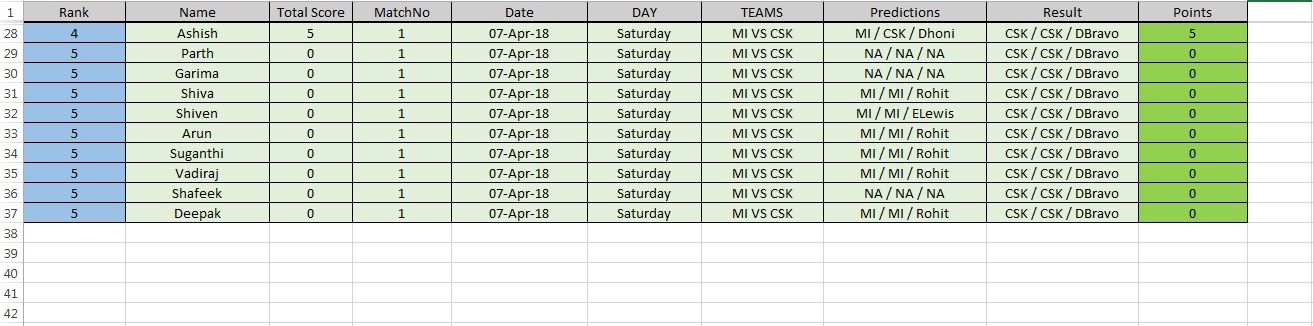 1 Rank Name Total Score MatchNo Date DAY TEAMS Predictions Result Points
28 4 Ashish 5 1 07-Apr-18 Saturday MI VS CSK MI / CSK / Dhoni CSK / CSK / DBravo 5
29 5 Parth 0 1 07-Apr-18 Saturday MI VS CSK NA / NA / NA CSK / CSK / DBravo 0
30 5 Garima 0 1 07-Apr-18 Saturday MI VS CSK NA / NA / NA CSK / CSK / DBravo 0
31 5 Shiva 0 1 07-Apr-18 Saturday MI VS CSK MI / MI / Rohit CSK / CSK / DBravo 0
32 5 Shiven 0 1 07-Apr-18 Saturday MI VS CSK MI / MI / ELewis CSK / CSK / DBravo 0
33 5 Arun 0 1 07-Apr-18 Saturday MI VS CSK MI / MI / Rohit CSK / CSK / DBravo 0
34 5 Suganthi 0 1 07-Apr-18 Saturday MI VS CSK MI / MI / Rohit CSK / CSK / DBravo 0
35 5 Vadiraj 0 1 07-Apr-18 Saturday MI VS CSK MI / MI / Rohit CSK / CSK / DBravo 0
36 5 Shafeek 0 1 07-Apr-18 Saturday MI VS CSK NA / NA / NA CSK / CSK / DBravo 0
37 5 Deepak 0 1 07-Apr-18 Saturday MI VS CSK MI / MI / Rohit CSK / CSK / DBravo 0
38
39
40
41
42